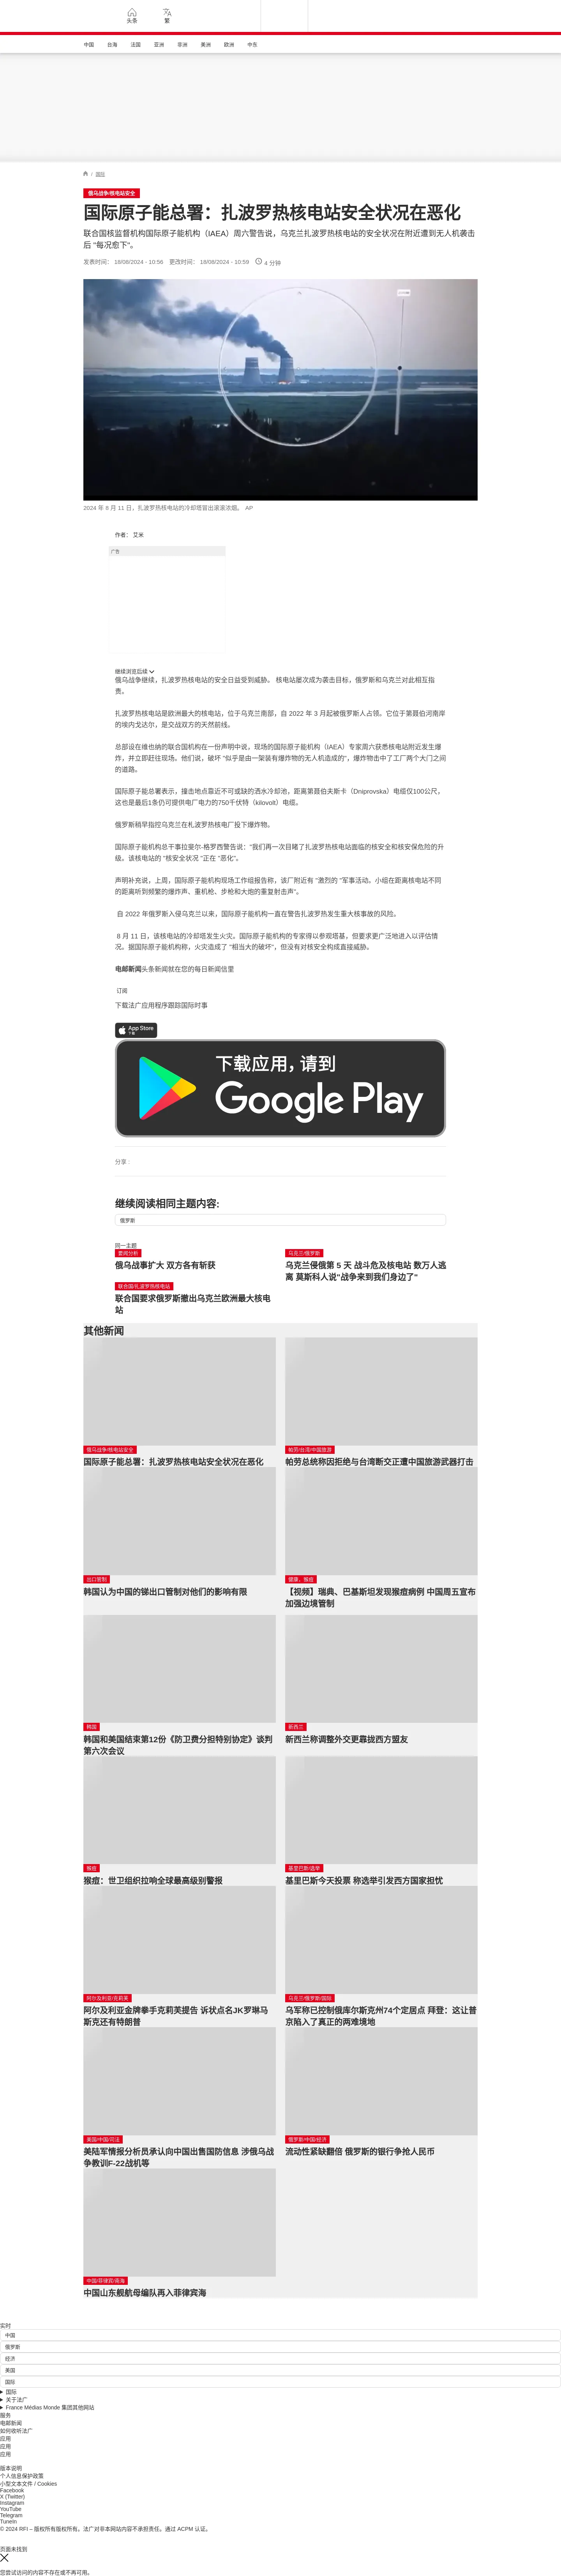 头条
繁
中国 台海 法国 亚洲 非洲 美洲 欧洲 中东
/ 国际
俄乌战争/核电站安全
国际原子能总署：扎波罗热核电站安全状况在恶化
联合国核监督机构国际原子能机构（IAEA）周六警告说，乌克兰扎波罗热核电站的安全状况在附近遭到无人机袭击
后 "每况愈下"。
发表时间： 18/08/2024 - 10:56 更改时间： 18/08/2024 - 10:59 4 分钟
2024 年 8 月 11 日，扎波罗热核电站的冷却塔冒出滚滚浓烟。 AP
作者： 艾米
广告
继续浏览后续
俄乌战争继续，扎波罗热核电站的安全日益受到威胁。 核电站屡次成为袭击目标，俄罗斯和乌克兰对此相互指
责。
扎波罗热核电站是欧洲最大的核电站，位于乌克兰南部，自 2022 年 3 月起被俄罗斯人占领。它位于第聂伯河南岸
的埃内戈达尔，是交战双方的天然前线。
总部设在维也纳的联合国机构在一份声明中说，现场的国际原子能机构（IAEA）专家周六获悉核电站附近发生爆
炸，并立即赶往现场。他们说，破坏 "似乎是由一架装有爆炸物的无人机造成的"，爆炸物击中了工厂两个大门之间
的道路。
国际原子能总署表示，撞击地点靠近不可或缺的洒水冷却池，距离第聂伯夫斯卡（Dniprovska）电缆仅100公尺，
这也是最后1条仍可提供电厂电力的750千伏特（kilovolt）电缆。
俄罗斯稍早指控乌克兰在札波罗热核电厂投下爆炸物。
国际原子能机构总干事拉斐尔-格罗西警告说："我们再一次目睹了扎波罗热核电站面临的核安全和核安保危险的升
级。该核电站的 "核安全状况 "正在 "恶化"。
声明补充说，上周，国际原子能机构现场工作组报告称，该厂附近有 "激烈的 "军事活动。小组在距离核电站不同
的距离听到频繁的爆炸声、重机枪、步枪和大炮的重复射击声"。
自 2022 年俄罗斯入侵乌克兰以来，国际原子能机构一直在警告扎波罗热发生重大核事故的风险。
8 月 11 日，该核电站的冷却塔发生火灾。国际原子能机构的专家得以参观塔基，但要求更广泛地进入以评估情
况。据国际原子能机构称，火灾造成了 "相当大的破坏"，但没有对核安全构成直接威胁。
电邮新闻头条新闻就在您的每日新闻信里
订阅
下载法广应用程序跟踪国际时事
App Store
下载
下载应用，请到
Google Play
分享 :
继续阅读相同主题内容:
俄罗斯
同一主题
要闻分析
俄乌战事扩大 双方各有斩获
乌克兰/俄罗斯
乌克兰侵俄第 5 天 战斗危及核电站 数万人逃
离 莫斯科人说"战争来到我们身边了"
联合国/扎波罗热核电站
联合国要求俄罗斯撤出乌克兰欧洲最大核电
站
其他新闻
俄乌战争/核电站安全
国际原子能总署：扎波罗热核电站安全状况在恶化
帕劳/台湾/中国旅游
帕劳总统称因拒绝与台湾断交正遭中国旅游武器打击
出口管制
韩国认为中国的锑出口管制对他们的影响有限
健康，猴痘
【视频】瑞典、巴基斯坦发现猴痘病例 中国周五宣布
加强边境管制
韩国
韩国和美国结束第12份《防卫费分担特别协定》谈判
第六次会议
新西兰
新西兰称调整外交更靠拢西方盟友
猴痘
猴痘：世卫组织拉响全球最高级别警报
基里巴斯/选举
基里巴斯今天投票 称选举引发西方国家担忧
阿尔及利亚/克莉芙
阿尔及利亚金牌拳手克莉芙提告 诉状点名JK罗琳马
斯克还有特朗普
乌克兰/俄罗斯/国际
乌军称已控制俄库尔斯克州74个定居点 拜登：这让普
京陷入了真正的两难境地
美国/中国/司法
美陆军情报分析员承认向中国出售国防信息 涉俄乌战
争教训F-22战机等
俄罗斯/中国/经济
流动性紧缺翻倍 俄罗斯的银行争抢人民币
中国/菲律宾/南海
中国山东舰航母编队再入菲律宾海
实时
中国
俄罗斯
经济
美国
国际
国际
关于法广
France Médias Monde 集团其他网站
服务
电邮新闻
如何收听法广
应用
应用
应用
版本说明
个人信息保护政策
小型文本文件 / Cookies
Facebook
X (Twitter)
Instagram
YouTube
Telegram
TuneIn
© 2024 RFI – 版权所有版权所有。法广对非本网站内容不承担责任。通过 ACPM 认证。
页面未找到
您尝试访问的内容不存在或不再可用。